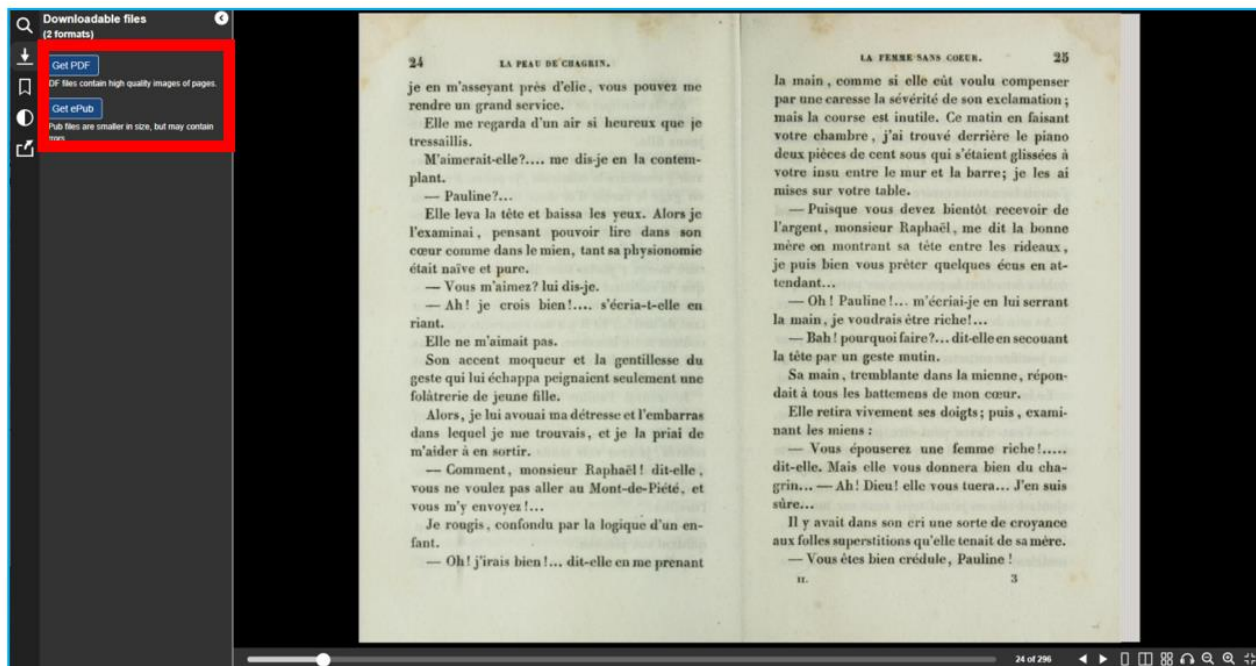 Downloadable files
(2 formats)
Get PDF
PDF files contain high quality images of pages.
Get ePub
ePub files are smaller in size, but may contain
errors
24 LA PEAU DE CHAGRIN.
je en m'asseyant près d'elle, vous pouvez me
rendre un grand service.
Elle me regarda d'un air si heureux que je
tressaillis.
M'aimerait-elle?.... me dis-je en la contem-
plant.
— Pauline?...
Elle leva la tête et baissa les yeux. Alors je
l'examinai, pensant pouvoir lire dans son
cœur comme dans le mien, tant sa physionomie
était naïve et pure.
— Vous m'aimez? lui dis-je.
— Ah! je crois bien!.... s'écria-t-elle en
riant.
Elle ne m'aimait pas.
Son accent moqueur et la gentillesse du
geste qui lui échappa peignaient seulement une
folâtrerie de jeune fille.
Alors, je lui avouai ma détresse et l'embarras
dans lequel je me trouvais, et je la priai de
m'aider à en sortir.
— Comment, monsieur Raphaël! dit-elle,
vous ne voulez pas aller au Mont-de-Piété, et
vous m'y envoyez!...
Je rougis, confondu par la logique d'un en-
fant.
— Oh! j'irais bien!... dit-elle en me prenant
LA FEMME SANS COEUR. 25
la main, comme si elle eût voulu compenser
par une caresse la sévérité de son exclamation;
mais la course est inutile. Ce matin en faisant
votre chambre, j'ai trouvé derrière le piano
deux pièces de cent sous qui s'étaient glissées à
votre insu entre le mur et la barre; je les ai
mises sur votre table.
— Puisque vous devez bientôt recevoir de
l'argent, monsieur Raphaël, me dit la bonne
mère en montrant sa tête entre les rideaux,
je puis bien vous prêter quelques écus en at-
tendant...
— Oh! Pauline!... m'écriai-je en lui serrant
la main, je voudrais être riche!...
— Bah! pourquoi faire?... dit-elle en secouant
la tête par un geste mutin.
Sa main, tremblante dans la mienne, répon-
dait à tous les battemens de mon cœur.
Elle retira vivement ses doigts; puis, exami-
nant les miens:
— Vous épouserez une femme riche!.....
dit-elle. Mais elle vous donnera bien du cha-
grin... — Ah! Dieu! elle vous tuera... J'en suis
sûre...
Il y avait dans son cri une sorte de croyance
aux folles superstitions qu'elle tenait de sa mère.
— Vous êtes bien crédule, Pauline!
II. 3
24 of 296